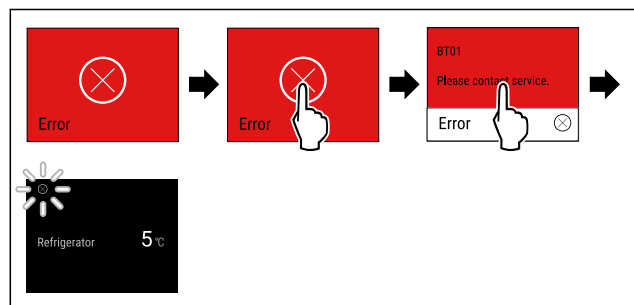 Error
Error
BT01
Please contact service.
Error
Refrigerator 5 °C